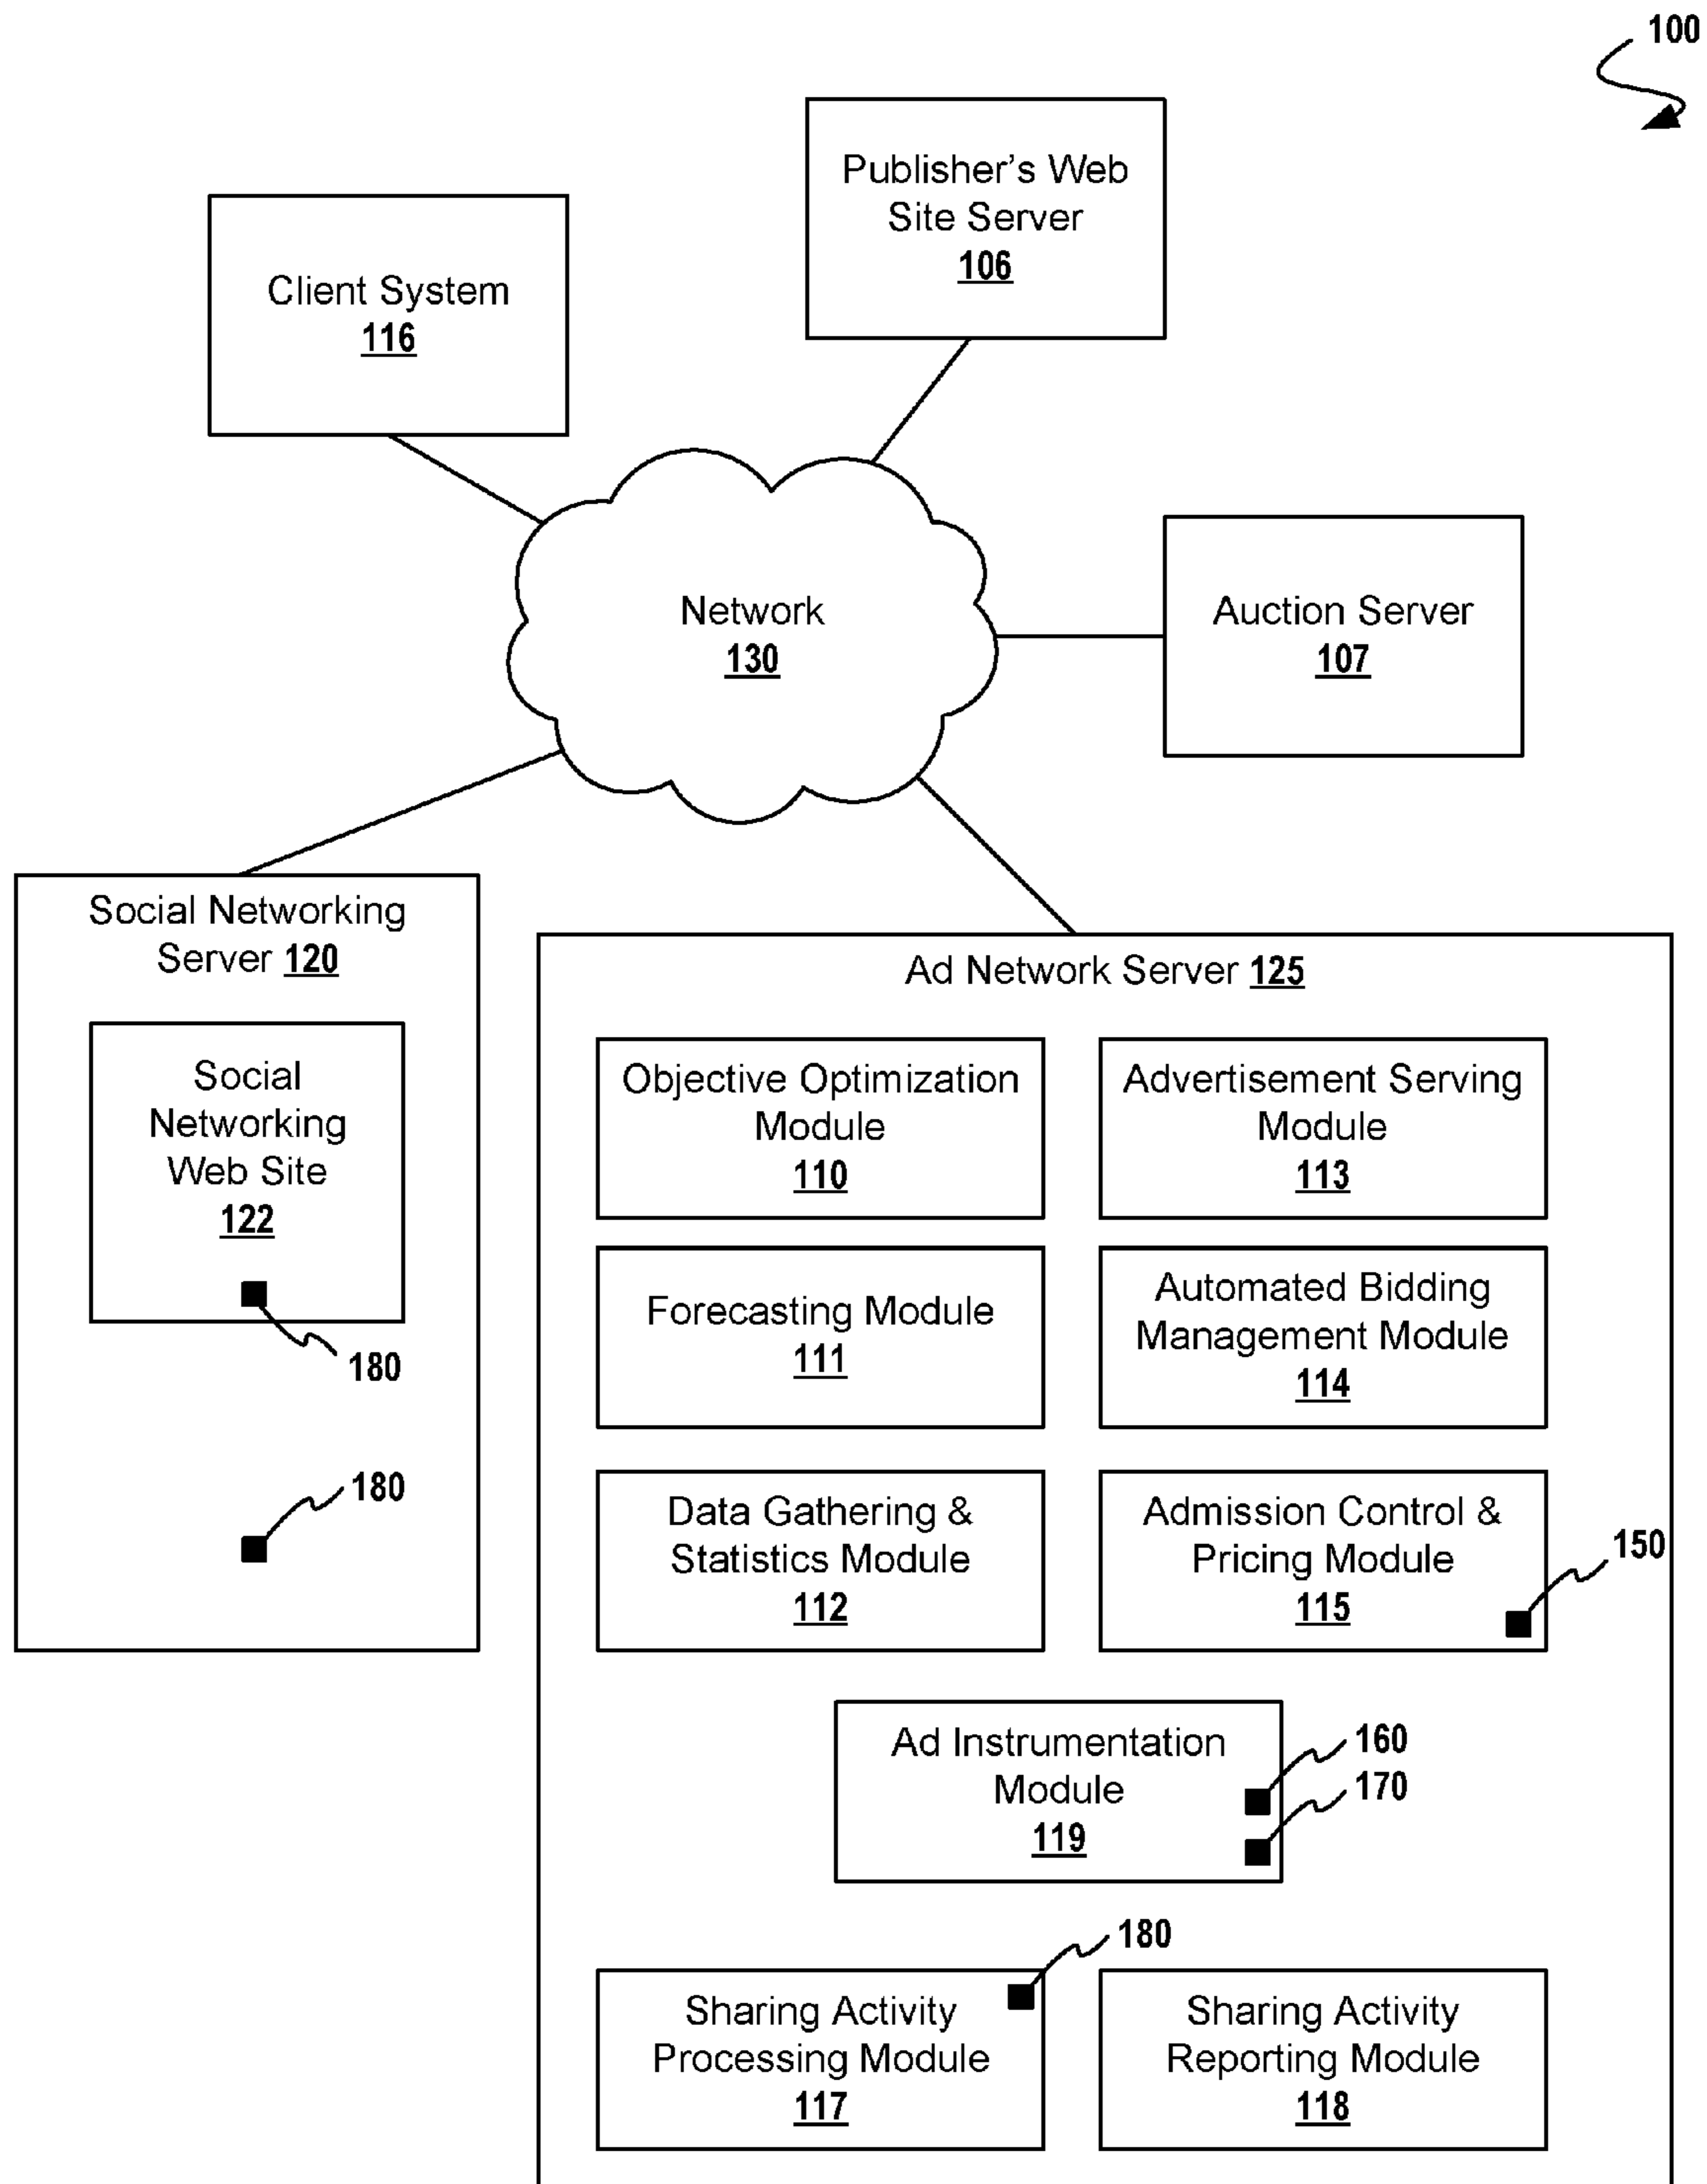 100
Publisher's Web
Site Server
106
Client System
116
Network
130
Auction Server
107
Social Networking
Server 120
Social
Networking
Web Site
122
180
180
Ad Network Server 125
Objective Optimization
Module
110
Advertisement Serving
Module
113
Forecasting Module
111
Automated Bidding
Management Module
114
Data Gathering &
Statistics Module
112
Admission Control &
Pricing Module
115
150
Ad Instrumentation
Module
119
160
170
180
Sharing Activity
Processing Module
117
Sharing Activity
Reporting Module
118